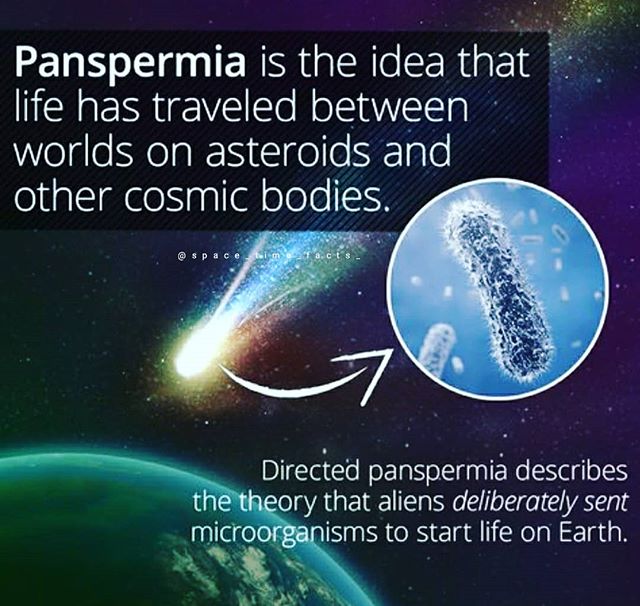 Panspermia is the idea that
life has traveled between
worlds on asteroids and
other cosmic bodies.
@space_time_facts_
Directed panspermia describes
the theory that aliens deliberately sent
microorganisms to start life on Earth.